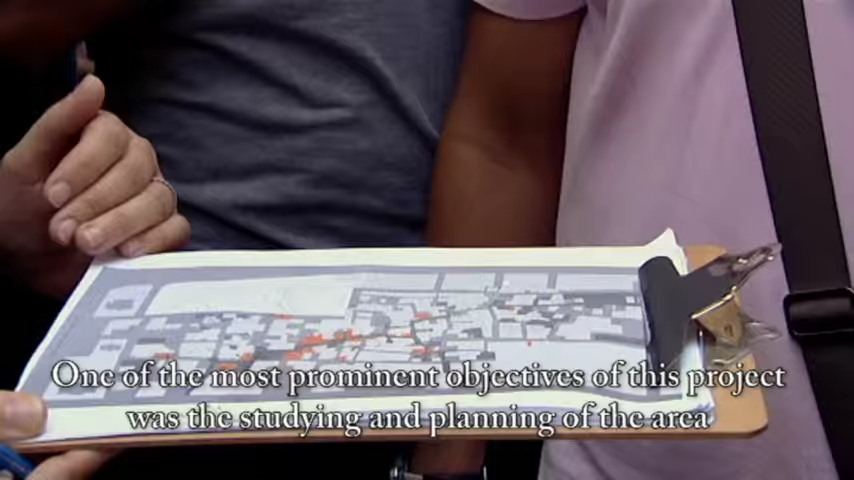 One of the most prominent objectives of this project
was the studying and planning of the area